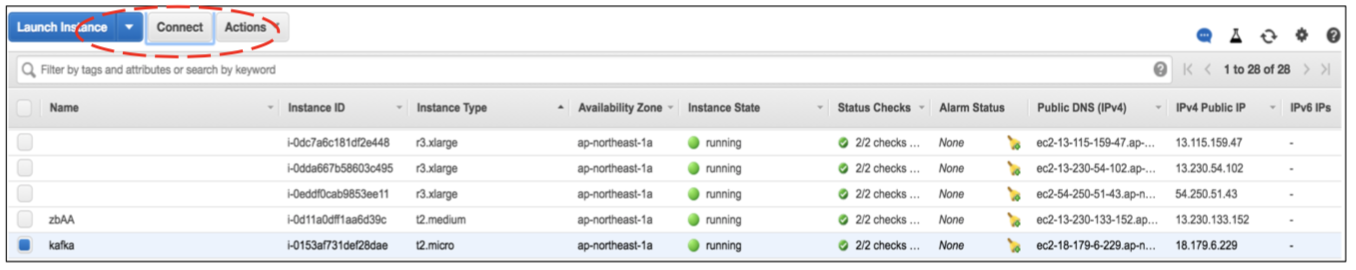 Launch Instance Connect Actions
Filter by tags and attributes or search by keyword 1 to 28 of 28
Name Instance ID Instance Type Availability Zone Instance State Status Checks Alarm Status Public DNS (IPv4) IPv4 Public IP IPv6 IPs
i-0dc7a6c181df2e448 r3.xlarge ap-northeast-1a running 2/2 checks ... None ec2-13-115-159-47.ap-... 13.115.159.47 -
i-0dda667b58603c495 r3.xlarge ap-northeast-1a running 2/2 checks ... None ec2-13-230-54-102.ap-... 13.230.54.102 -
i-0eddf0cab9853ee11 r3.xlarge ap-northeast-1a running 2/2 checks ... None ec2-54-250-51-43.ap-n... 54.250.51.43 -
zbAA i-0d11a0dff1aa6d39c t2.medium ap-northeast-1a running 2/2 checks ... None ec2-13-230-133-152.ap... 13.230.133.152 -
kafka i-0153af731def28dae t2.micro ap-northeast-1a running 2/2 checks ... None ec2-18-179-6-229.ap-n... 18.179.6.229 -